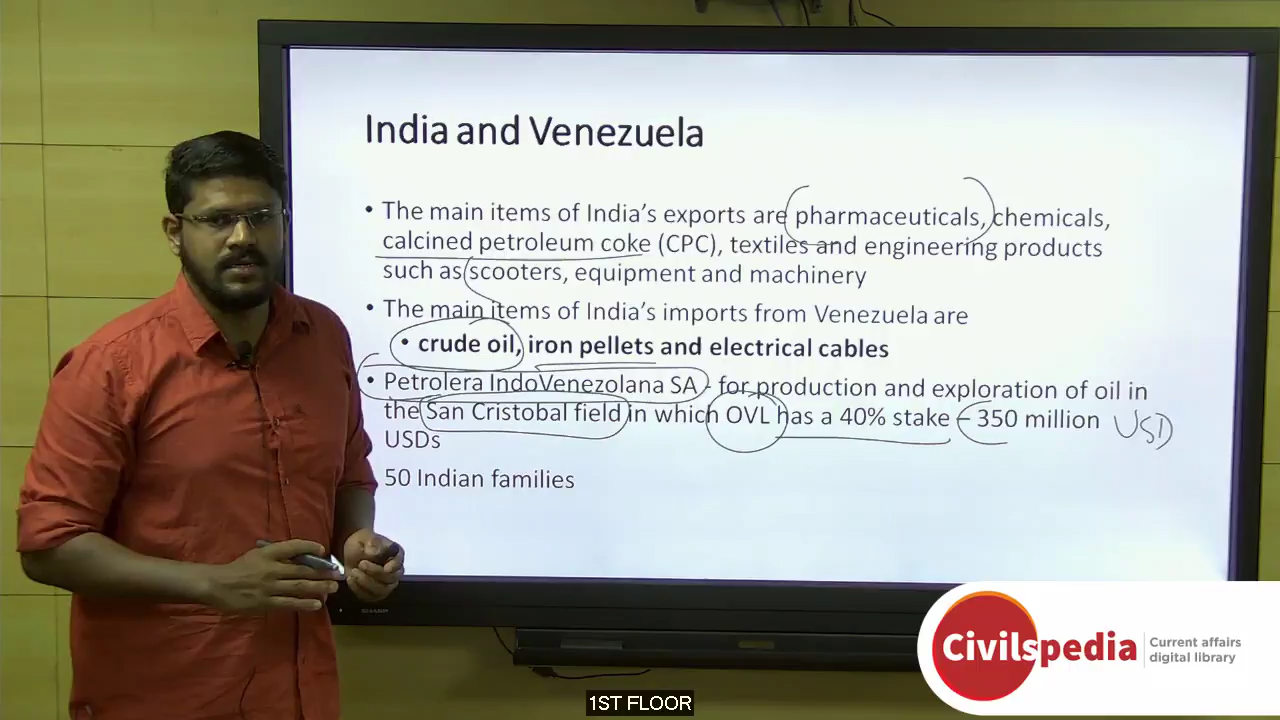 India and Venezuela
• The main items of India's exports are pharmaceuticals, chemicals,
calcined petroleum coke (CPC), textiles and engineering products
such as scooters, equipment and machinery
• The main items of India's imports from Venezuela are
• crude oil, iron pellets and electrical cables
• Petrolera IndoVenezolana SA - for production and exploration of oil in
the San Cristobal field in which OVL has a 40% stake – 350 million USD
USDs
50 Indian families
SHARP
Civilspedia
Current affairs
digital library
1ST FLOOR